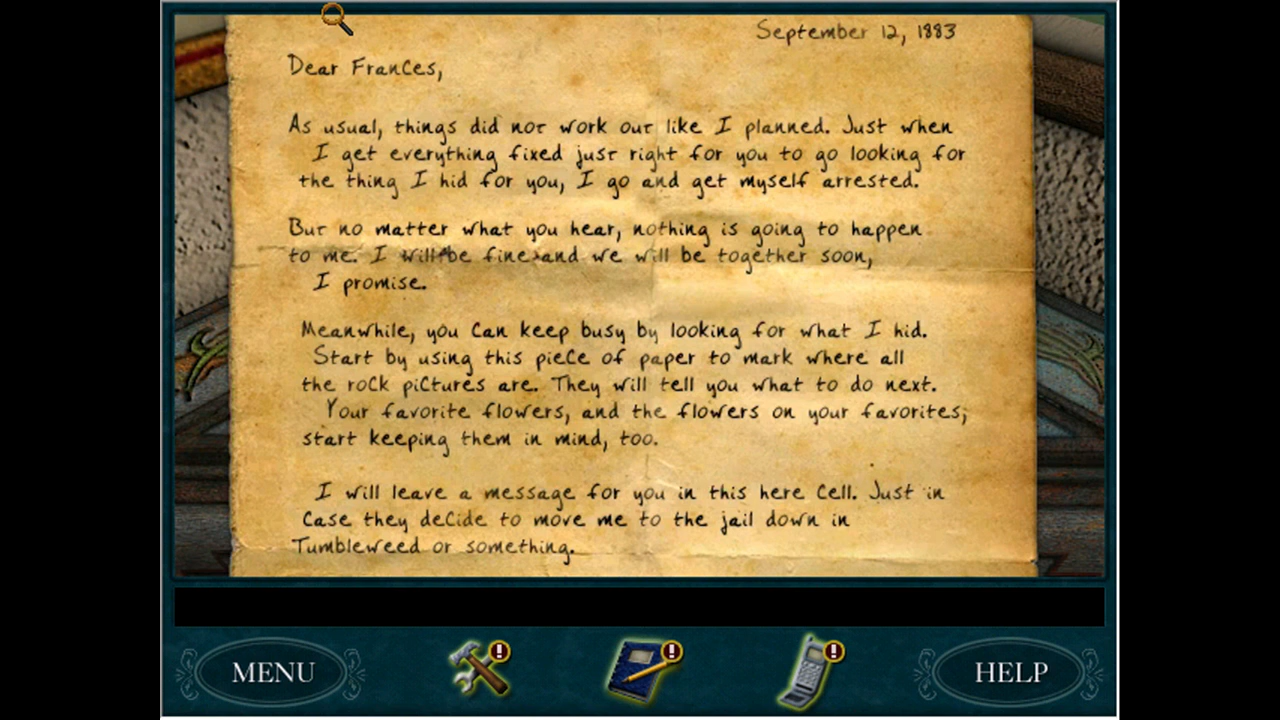 September 12, 1883
Dear Frances,
As usual, things did not work out like I planned. Just when
I get everything fixed just right for you to go looking for
the thing I hid for you, I go and get myself arrested.
But no matter what you hear, nothing is going to happen
to me. I will be fine and we will be together soon,
I promise.
Meanwhile, you can keep busy by looking for what I hid.
Start by using this piece of paper to mark where all
the rock pictures are. They will tell you what to do next.
Your favorite flowers, and the flowers on your favorites,
start keeping them in mind, too.
I will leave a message for you in this here cell. Just in
case they decide to move me to the jail down in
Tumbleweed or something.
! ! !
MENU HELP